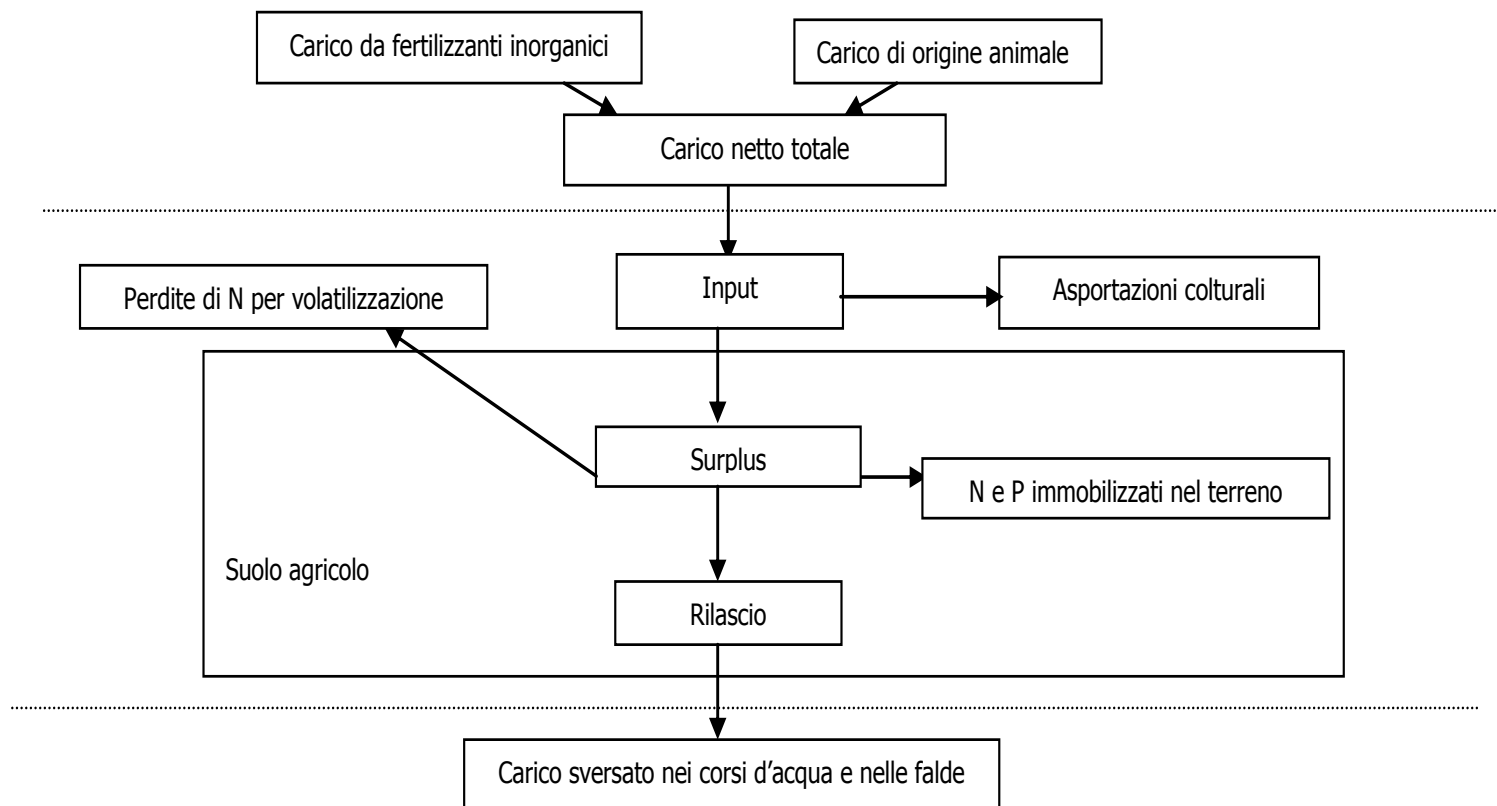 Carico da fertilizzanti inorganici
Carico di origine animale
Carico netto totale
Perdite di N per volatilizzazione
Input
Asportazioni colturali
Surplus
N e P immobilizzati nel terreno
Suolo agricolo
Rilascio
Carico sversato nei corsi d’acqua e nelle falde